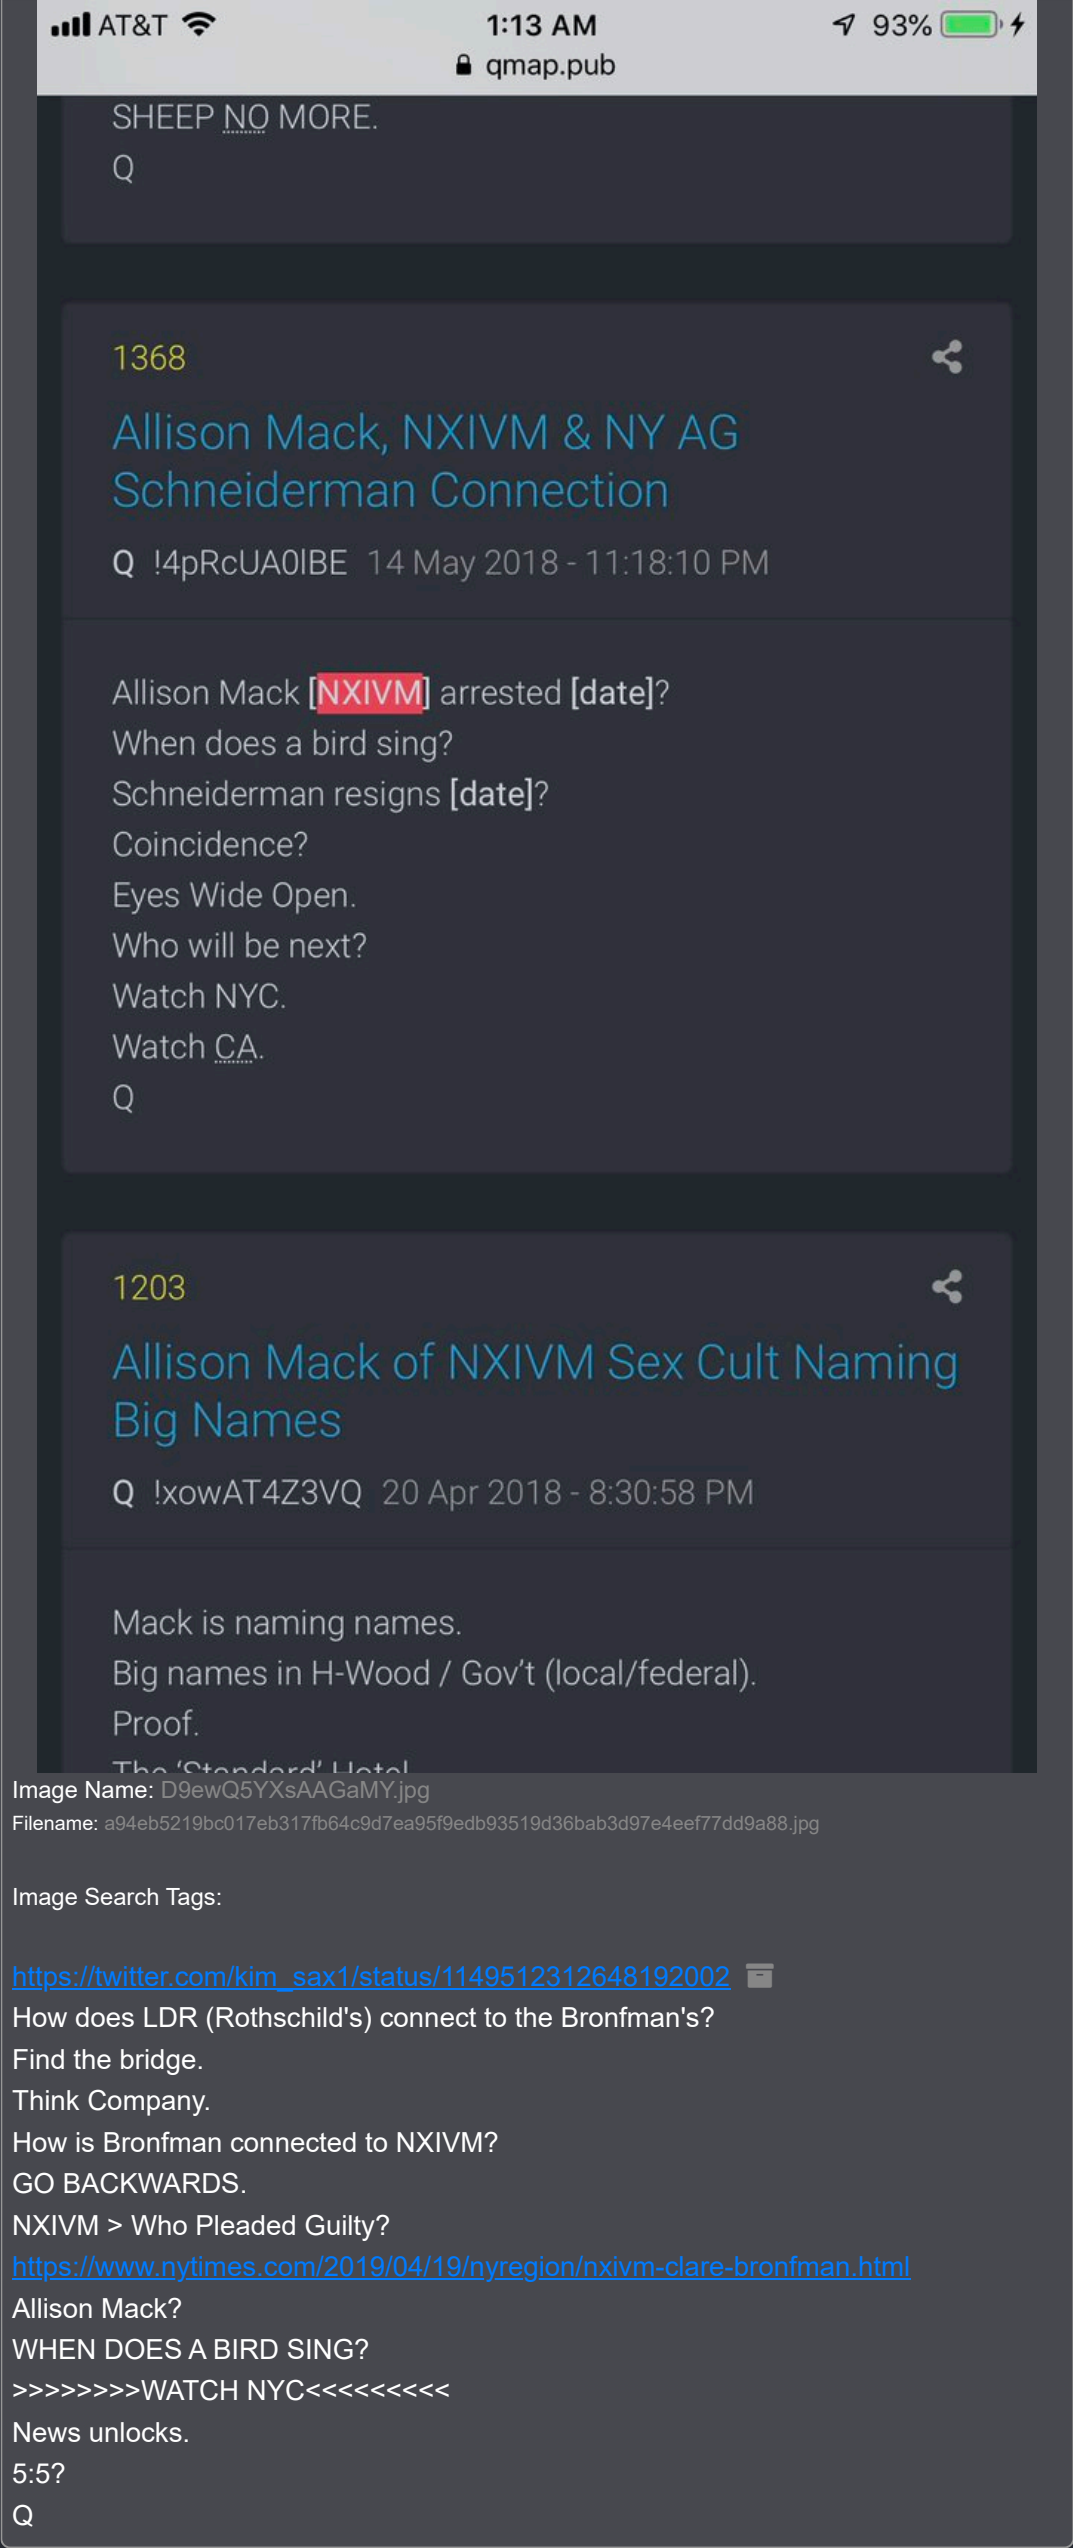 AT&T 1:13 AM 93%
qmap.pub
SHEEP NO MORE.
Q
1368
Allison Mack, NXIVM & NY AG
Schneiderman Connection
Q !4pRcUA0lBE 14 May 2018 - 11:18:10 PM
Allison Mack [NXIVM] arrested [date]?
When does a bird sing?
Schneiderman resigns [date]?
Coincidence?
Eyes Wide Open.
Who will be next?
Watch NYC.
Watch CA.
Q
1203
Allison Mack of NXIVM Sex Cult Naming
Big Names
Q !xowAT4Z3VQ 20 Apr 2018 - 8:30:58 PM
Mack is naming names.
Big names in H-Wood / Gov't (local/federal).
Proof.
The 'Standard' Hotel
Image Name: D9ewQ5YXsAAGaMY.jpg
Filename: a94eb5219bc017eb317fb64c9d7ea95f9edb93519d36bab3d97e4eef77dd9a88.jpg
Image Search Tags:
https://twitter.com/kim_sax1/status/1149512312648192002
How does LDR (Rothschild's) connect to the Bronfman's?
Find the bridge.
Think Company.
How is Bronfman connected to NXIVM?
GO BACKWARDS.
NXIVM > Who Pleaded Guilty?
https://www.nytimes.com/2019/04/19/nyregion/nxivm-clare-bronfman.html
Allison Mack?
WHEN DOES A BIRD SING?
>>>>>>>>WATCH NYC<<<<<<<<<
News unlocks.
5:5?
Q